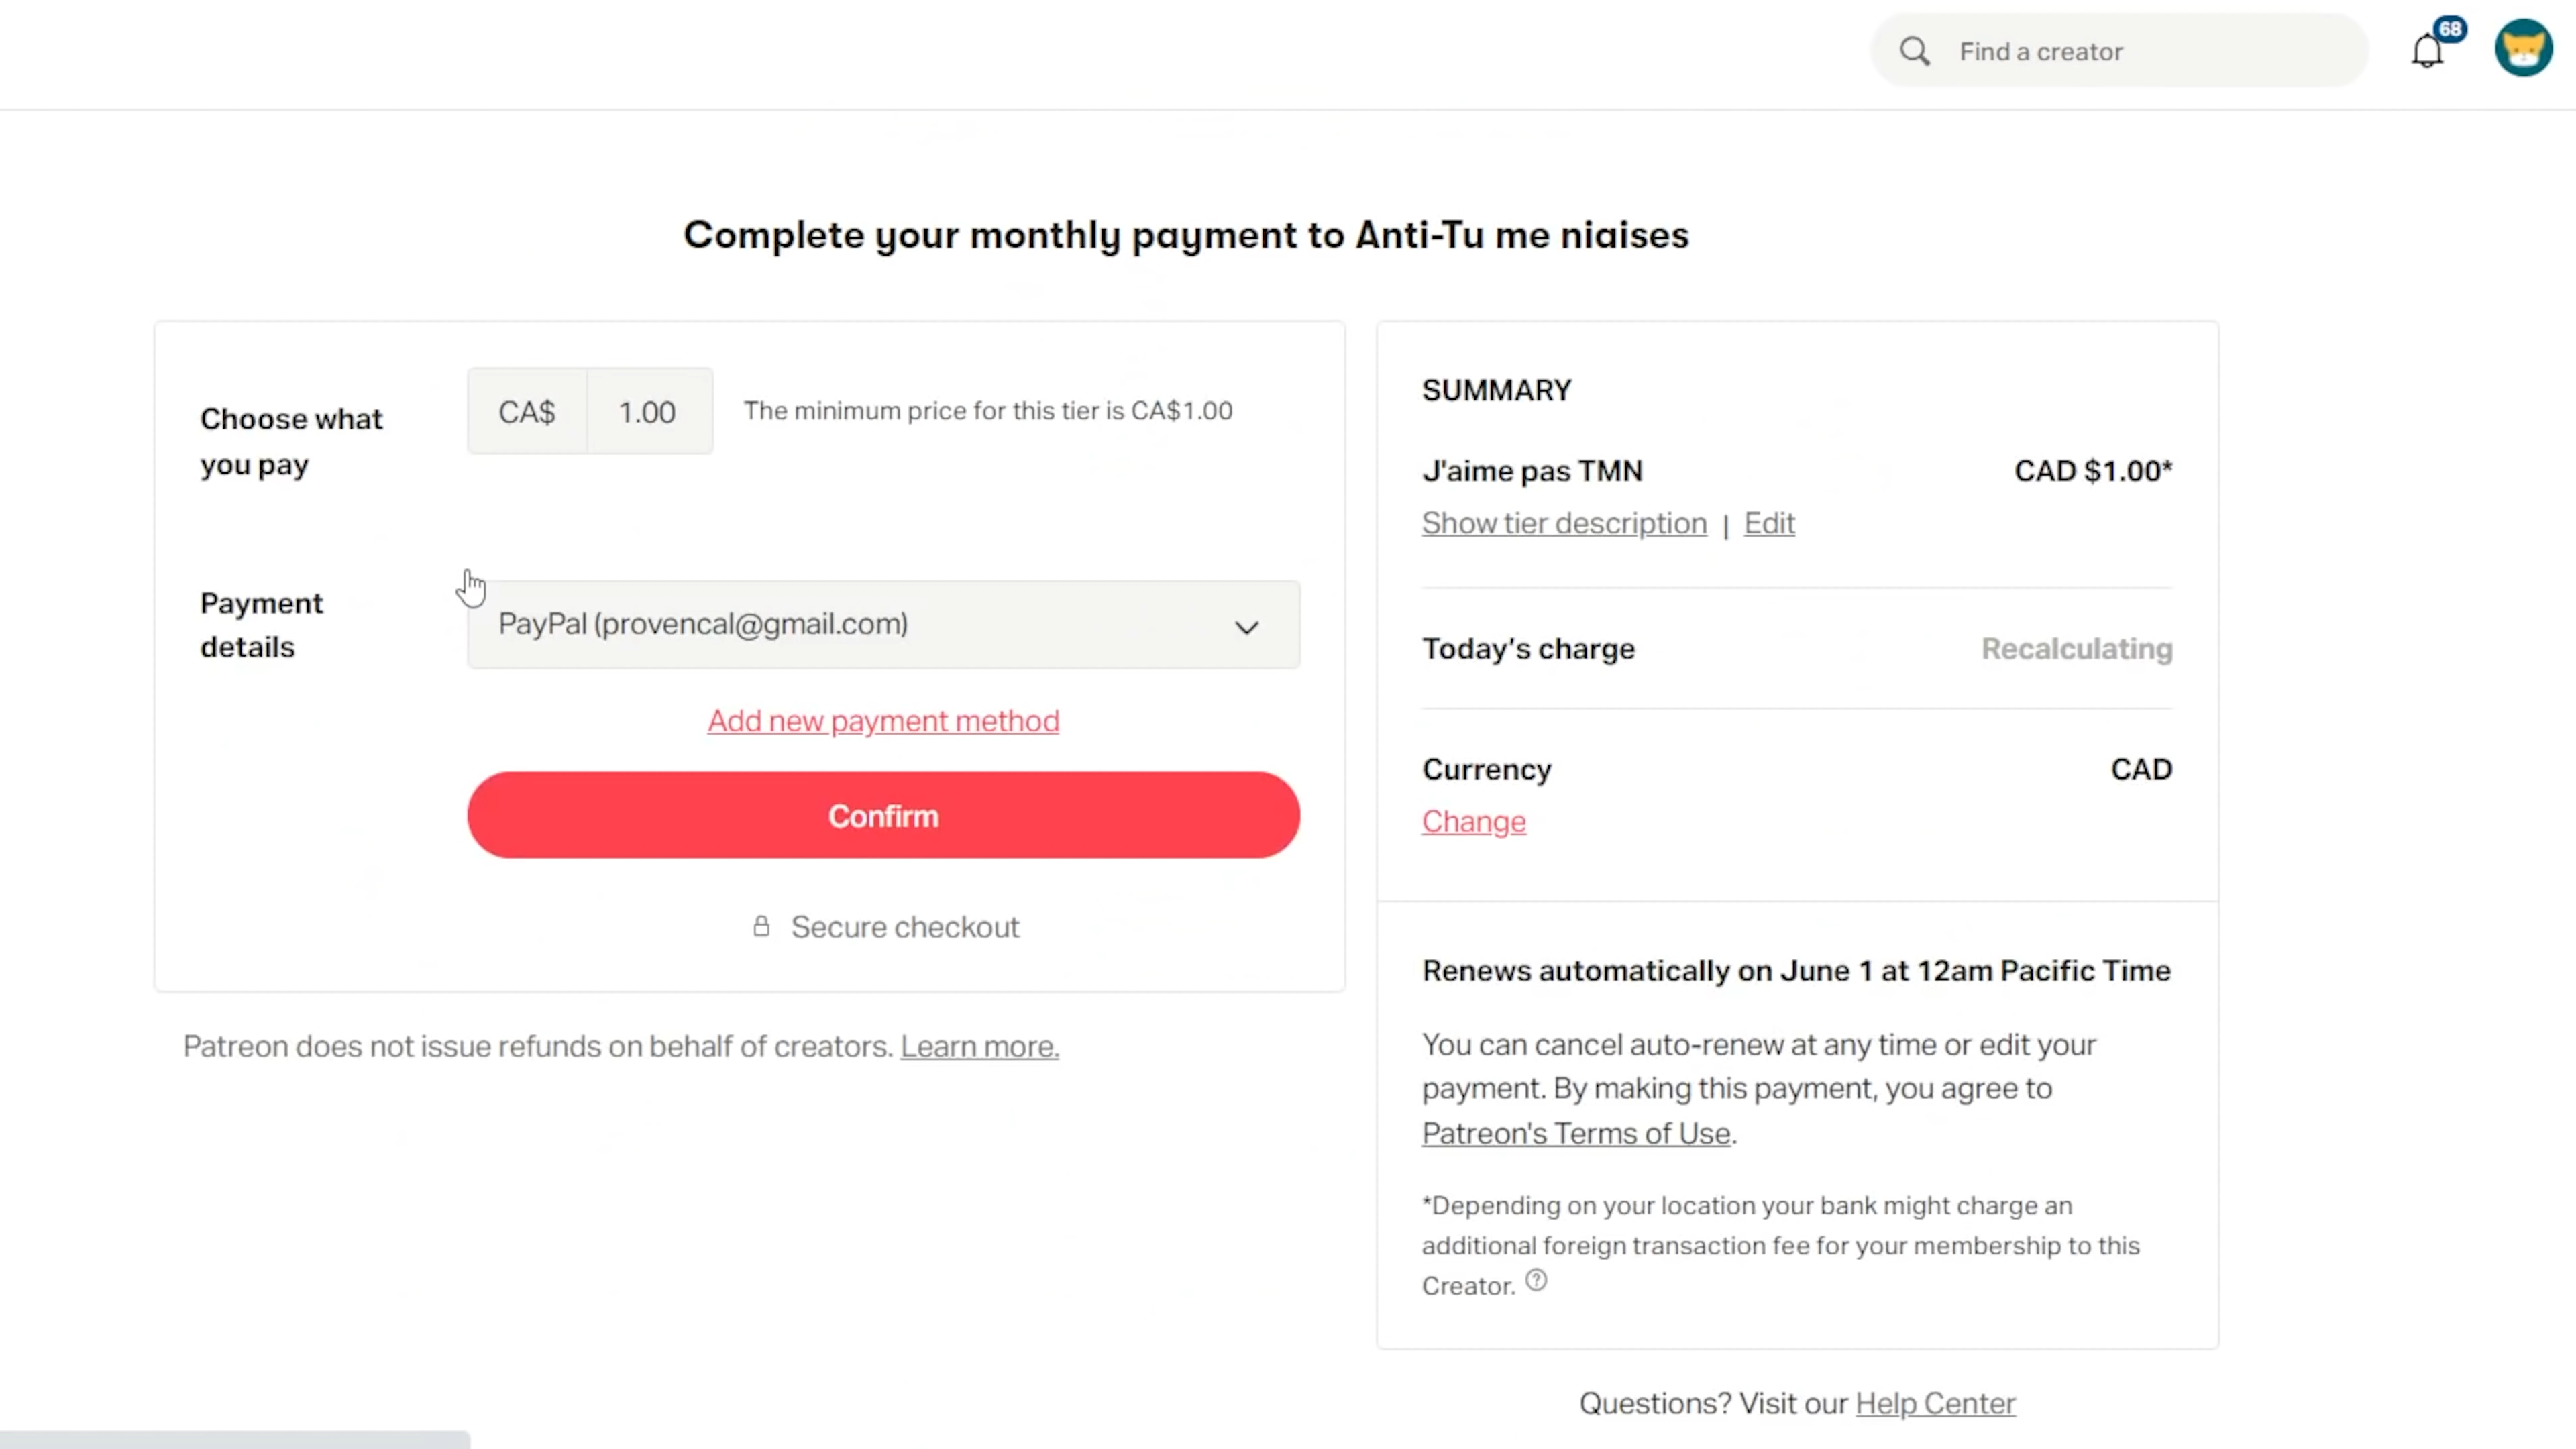 Find a creator
68
Complete your monthly payment to Anti-Tu me niaises
Choose what
you pay
CA$
1.00
The minimum price for this tier is CA$1.00
Payment
details
PayPal (provencal@gmail.com)
Add new payment method
Confirm
Secure checkout
Patreon does not issue refunds on behalf of creators. Learn more.
SUMMARY
J'aime pas TMN CAD $1.00*
Show tier description | Edit
Today's charge Recalculating
Currency CAD
Change
Renews automatically on June 1 at 12am Pacific Time
You can cancel auto-renew at any time or edit your
payment. By making this payment, you agree to
Patreon's Terms of Use.
*Depending on your location your bank might charge an
additional foreign transaction fee for your membership to this
Creator. ?
Questions? Visit our Help Center